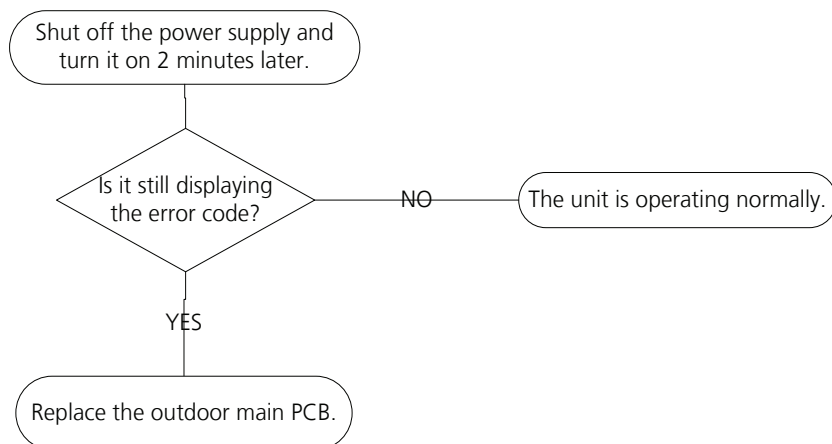 Shut off the power supply and
turn it on 2 minutes later.
Is it still displaying
the error code?
NO
The unit is operating normally.
YES
Replace the outdoor main PCB.